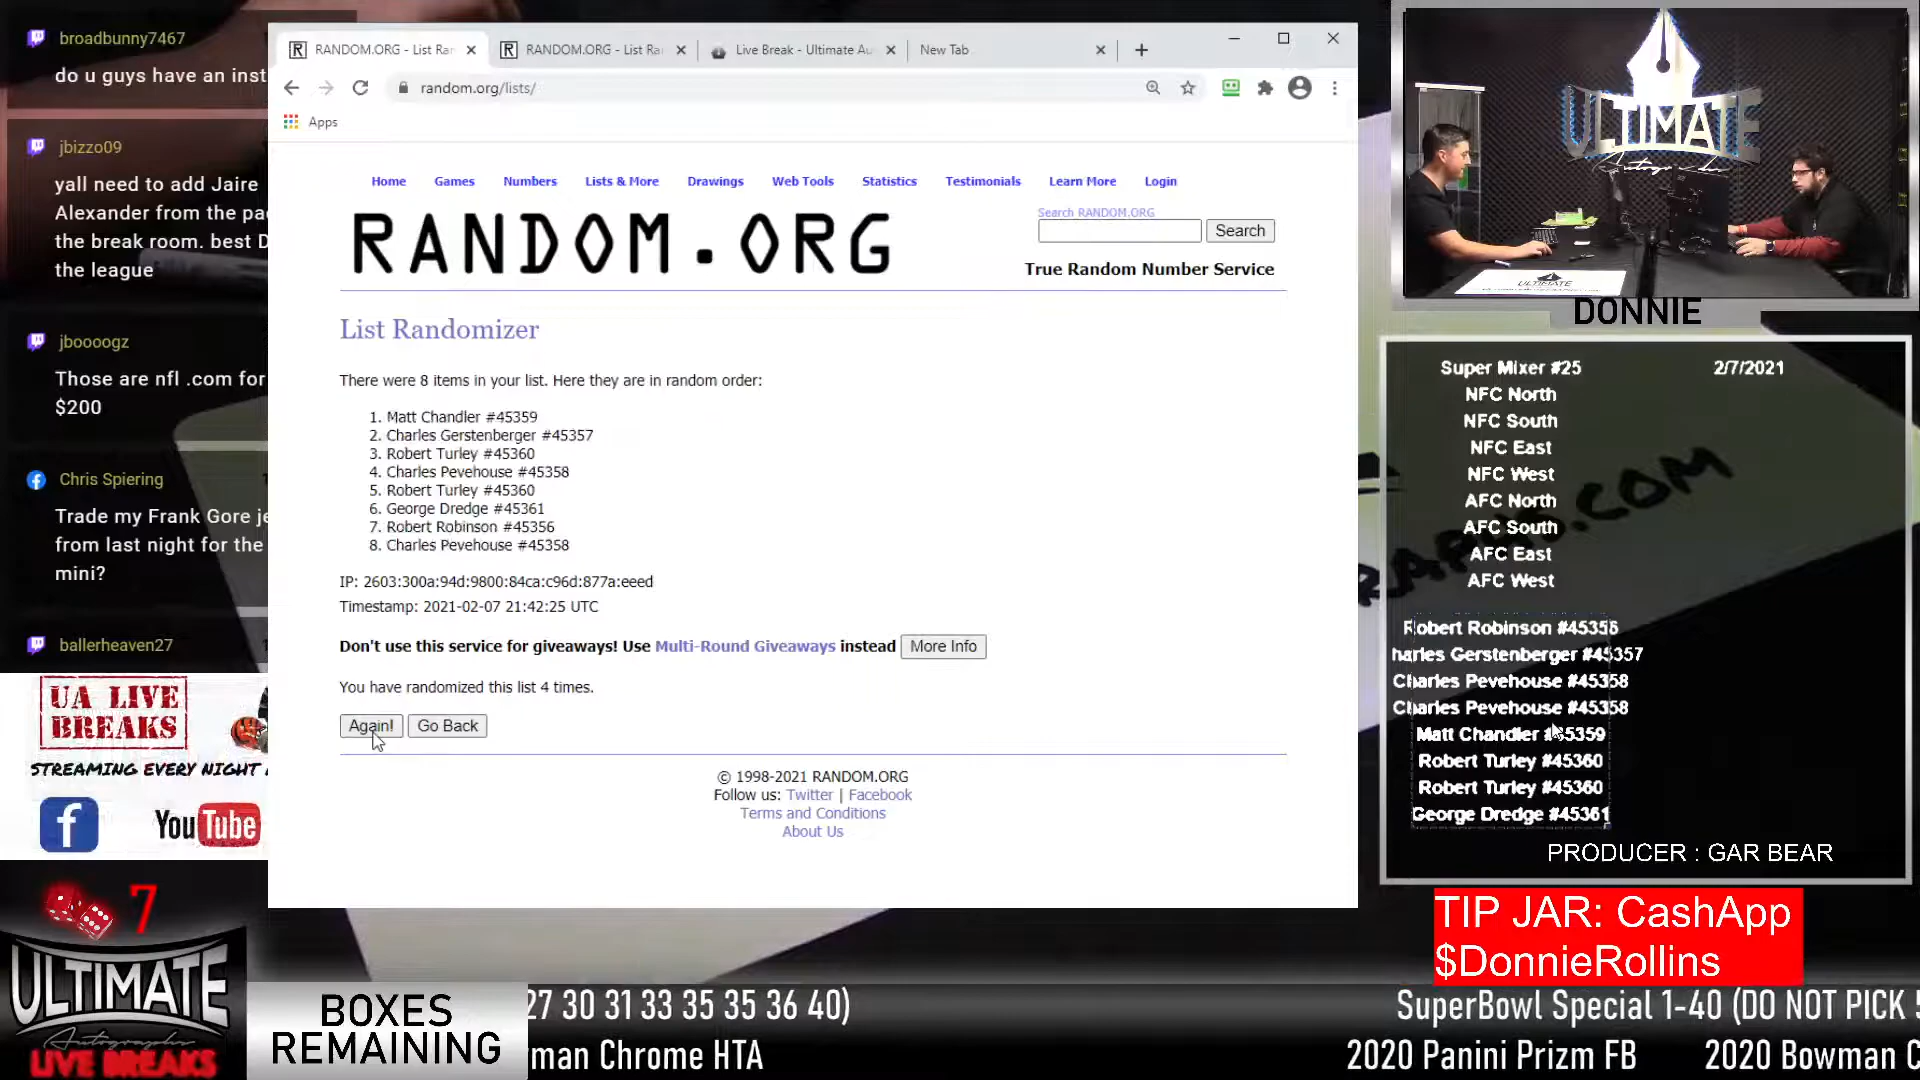 broadbunny7467
do u guys have an inst
jbizzo09
yall need to add Jaire
Alexander from the pa
the break room. best D
the league
jboooogz
Those are nfl .com for
$200
Chris Spiering
Trade my Frank Gore je
from last night for the
mini?
ballerheaven27
UA LIVE
BREAKS
STREAMING EVERY NIGHT
f YouTube
7
ULTIMATE
Autographs
LIVE BREAKS
BOXES
REMAINING
RANDOM.ORG - List Ra
RANDOM.ORG - List Ra
Live Break - Ultimate Au
New Tab
random.org/lists/
Apps
Home Games Numbers Lists & More Drawings Web Tools Statistics Testimonials Learn More Login
RANDOM.ORG
Search RANDOM.ORG
Search
True Random Number Service
List Randomizer
There were 8 items in your list. Here they are in random order:
1. Matt Chandler #45359
2. Charles Gerstenberger #45357
3. Robert Turley #45360
4. Charles Pevehouse #45358
5. Robert Turley #45360
6. George Dredge #45361
7. Robert Robinson #45356
8. Charles Pevehouse #45358
IP: 2603:300a:94d:9800:84ca:c96d:877a:eeed
Timestamp: 2021-02-07 21:42:25 UTC
Don't use this service for giveaways! Use Multi-Round Giveaways instead More Info
You have randomized this list 4 times.
Again! Go Back
© 1998-2021 RANDOM.ORG
Follow us: Twitter | Facebook
Terms and Conditions
About Us
ULTIMATE
ULTIMATE
DONNIE
Super Mixer #25 2/7/2021
NFC North
NFC South
NFC East
NFC West
AFC North
AFC South
AFC East
AFC West
Robert Robinson #45356
harles Gerstenberger #45357
Charles Pevehouse #45358
Charles Pevehouse #45358
Matt Chandler #45359
Robert Turley #45360
Robert Turley #45360
George Dredge #45361
PRODUCER : GAR BEAR
TIP JAR: CashApp
$DonnieRollins
27 30 31 33 35 35 36 40) SuperBowl Special 1-40 (DO NOT PICK 5
rman Chrome HTA 2020 Panini Prizm FB 2020 Bowman C